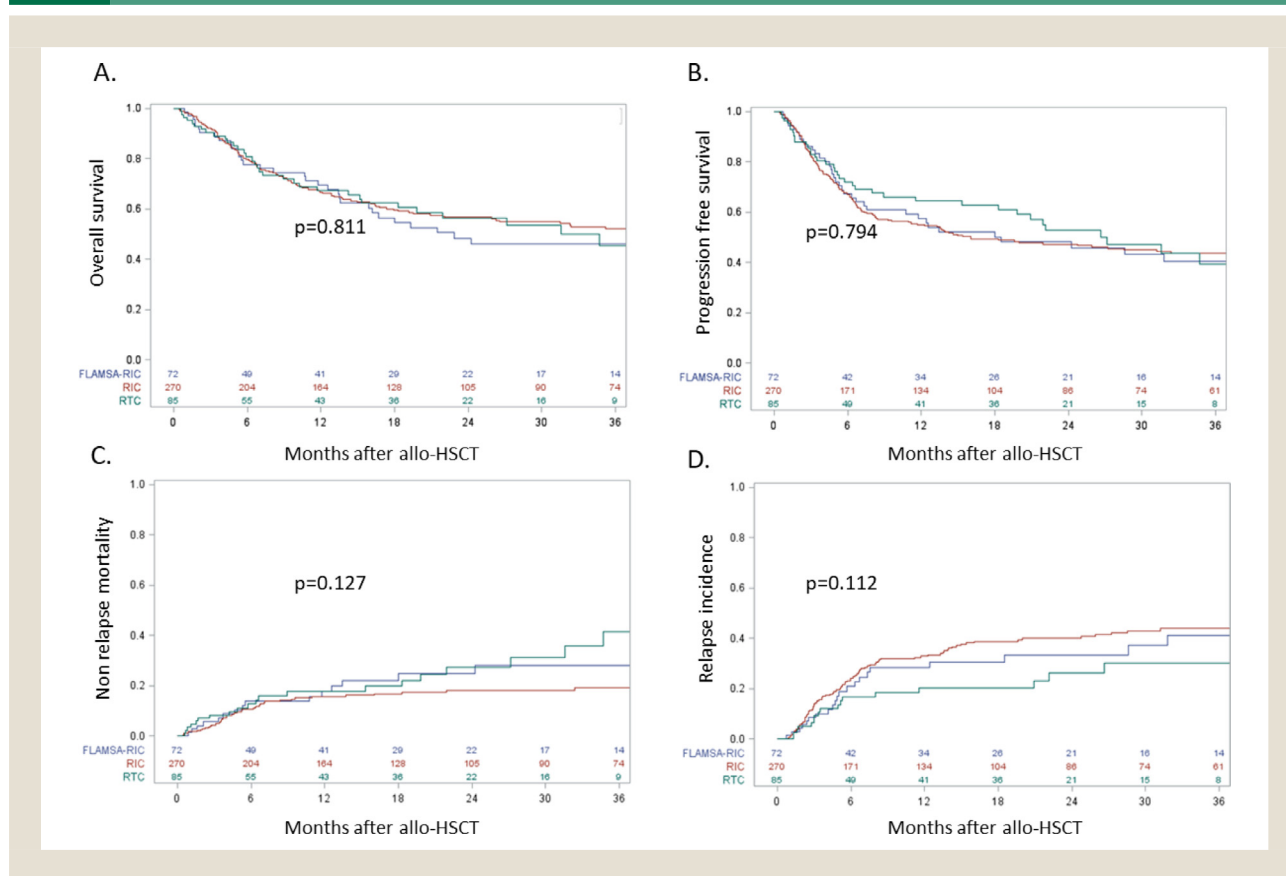 A.
Overall survival
1.0
0.8
0.6
0.4
0.2
0.0
p=0.811
FLAMSA-RIC 72 49 41 29 22 17 14
RIC 270 204 164 128 105 90 74
RTC 85 55 43 36 22 16 9
0 6 12 18 24 30 36
Months after allo-HSCT
B.
Progression free survival
1.0
0.8
0.6
0.4
0.2
0.0
p=0.794
FLAMSA-RIC 72 42 34 26 21 16 14
RIC 270 171 134 104 86 74 61
RTC 85 49 41 36 21 15 8
0 6 12 18 24 30 36
Months after allo-HSCT
C.
Non relapse mortality
1.0
0.8
0.6
0.4
0.2
0.0
p=0.127
FLAMSA-RIC 72 49 41 29 22 17 14
RIC 270 204 164 128 105 90 74
RTC 85 55 43 36 22 16 9
0 6 12 18 24 30 36
Months after allo-HSCT
D.
Relapse incidence
1.0
0.8
0.6
0.4
0.2
0.0
p=0.112
FLAMSA-RIC 72 42 34 26 21 16 14
RIC 270 171 134 104 86 74 61
RTC 85 49 41 36 21 15 8
0 6 12 18 24 30 36
Months after allo-HSCT